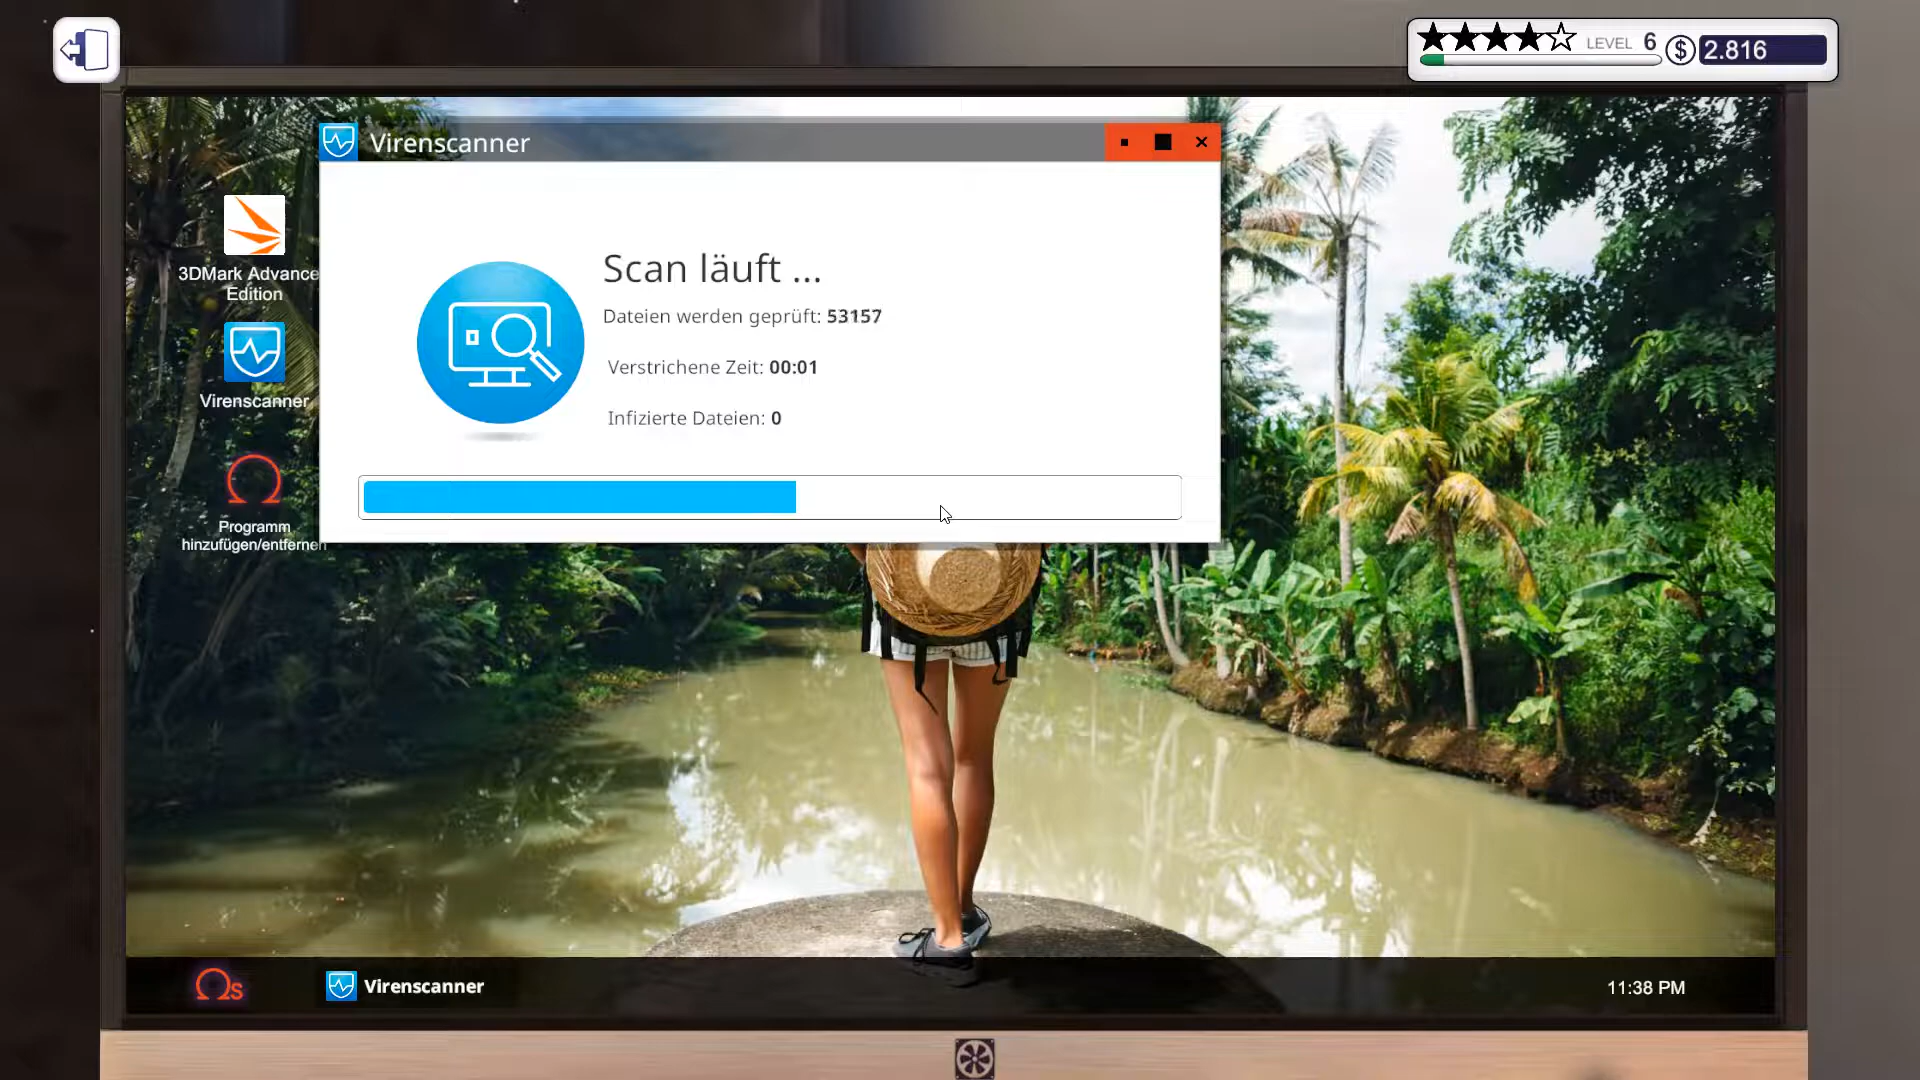 LEVEL 6
2.816
Virenscanner
Scan läuft ...
Dateien werden geprüft: 53157
Verstrichene Zeit: 00:01
Infizierte Dateien: 0
3DMark Advance
Edition
Virenscanner
Programm
hinzufügen/entfernen
Ωs
Virenscanner
11:38 PM